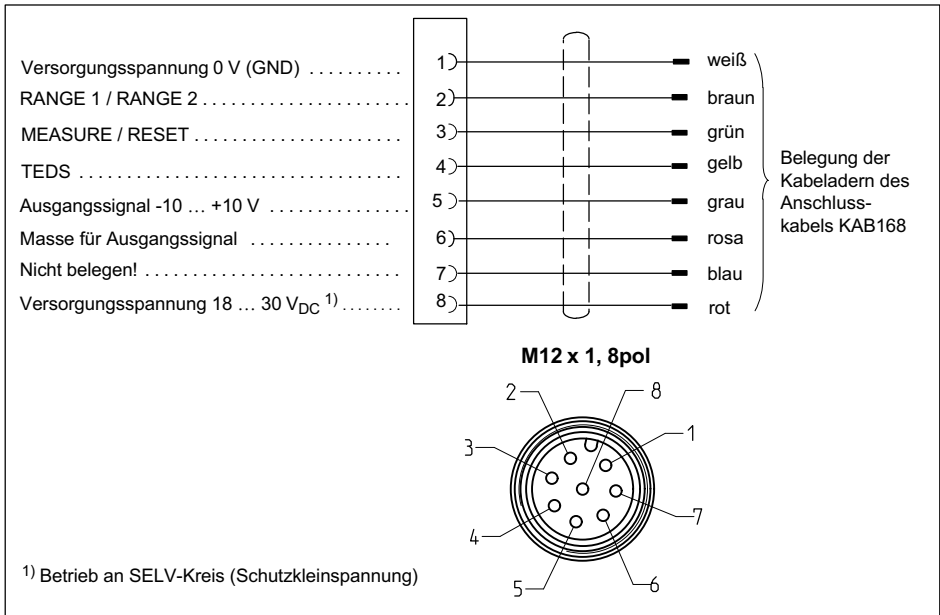 Versorgungsspannung 0 V (GND) .......... 1 weiß
RANGE 1 / RANGE 2 ...................... 2 braun
MEASURE / RESET ....................... 3 grün
TEDS .................................. 4 gelb
Ausgangssignal -10 … +10 V .............. 5 grau
Masse für Ausgangssignal ............... 6 rosa
Nicht belegen! .......................... 7 blau
Versorgungsspannung 18 … 30 VDC 1) ........ 8 rot
Belegung der
Kabeladern des
Anschluss-
kabels KAB168
M12 x 1, 8pol
2 8
3 1
4 7
5 6
1) Betrieb an SELV-Kreis (Schutzkleinspannung)